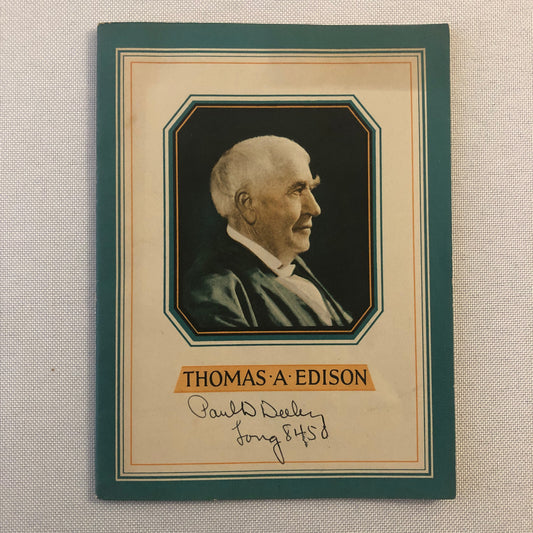 THOMAS·A·EDISON
Paul D Deeley
Long 8450